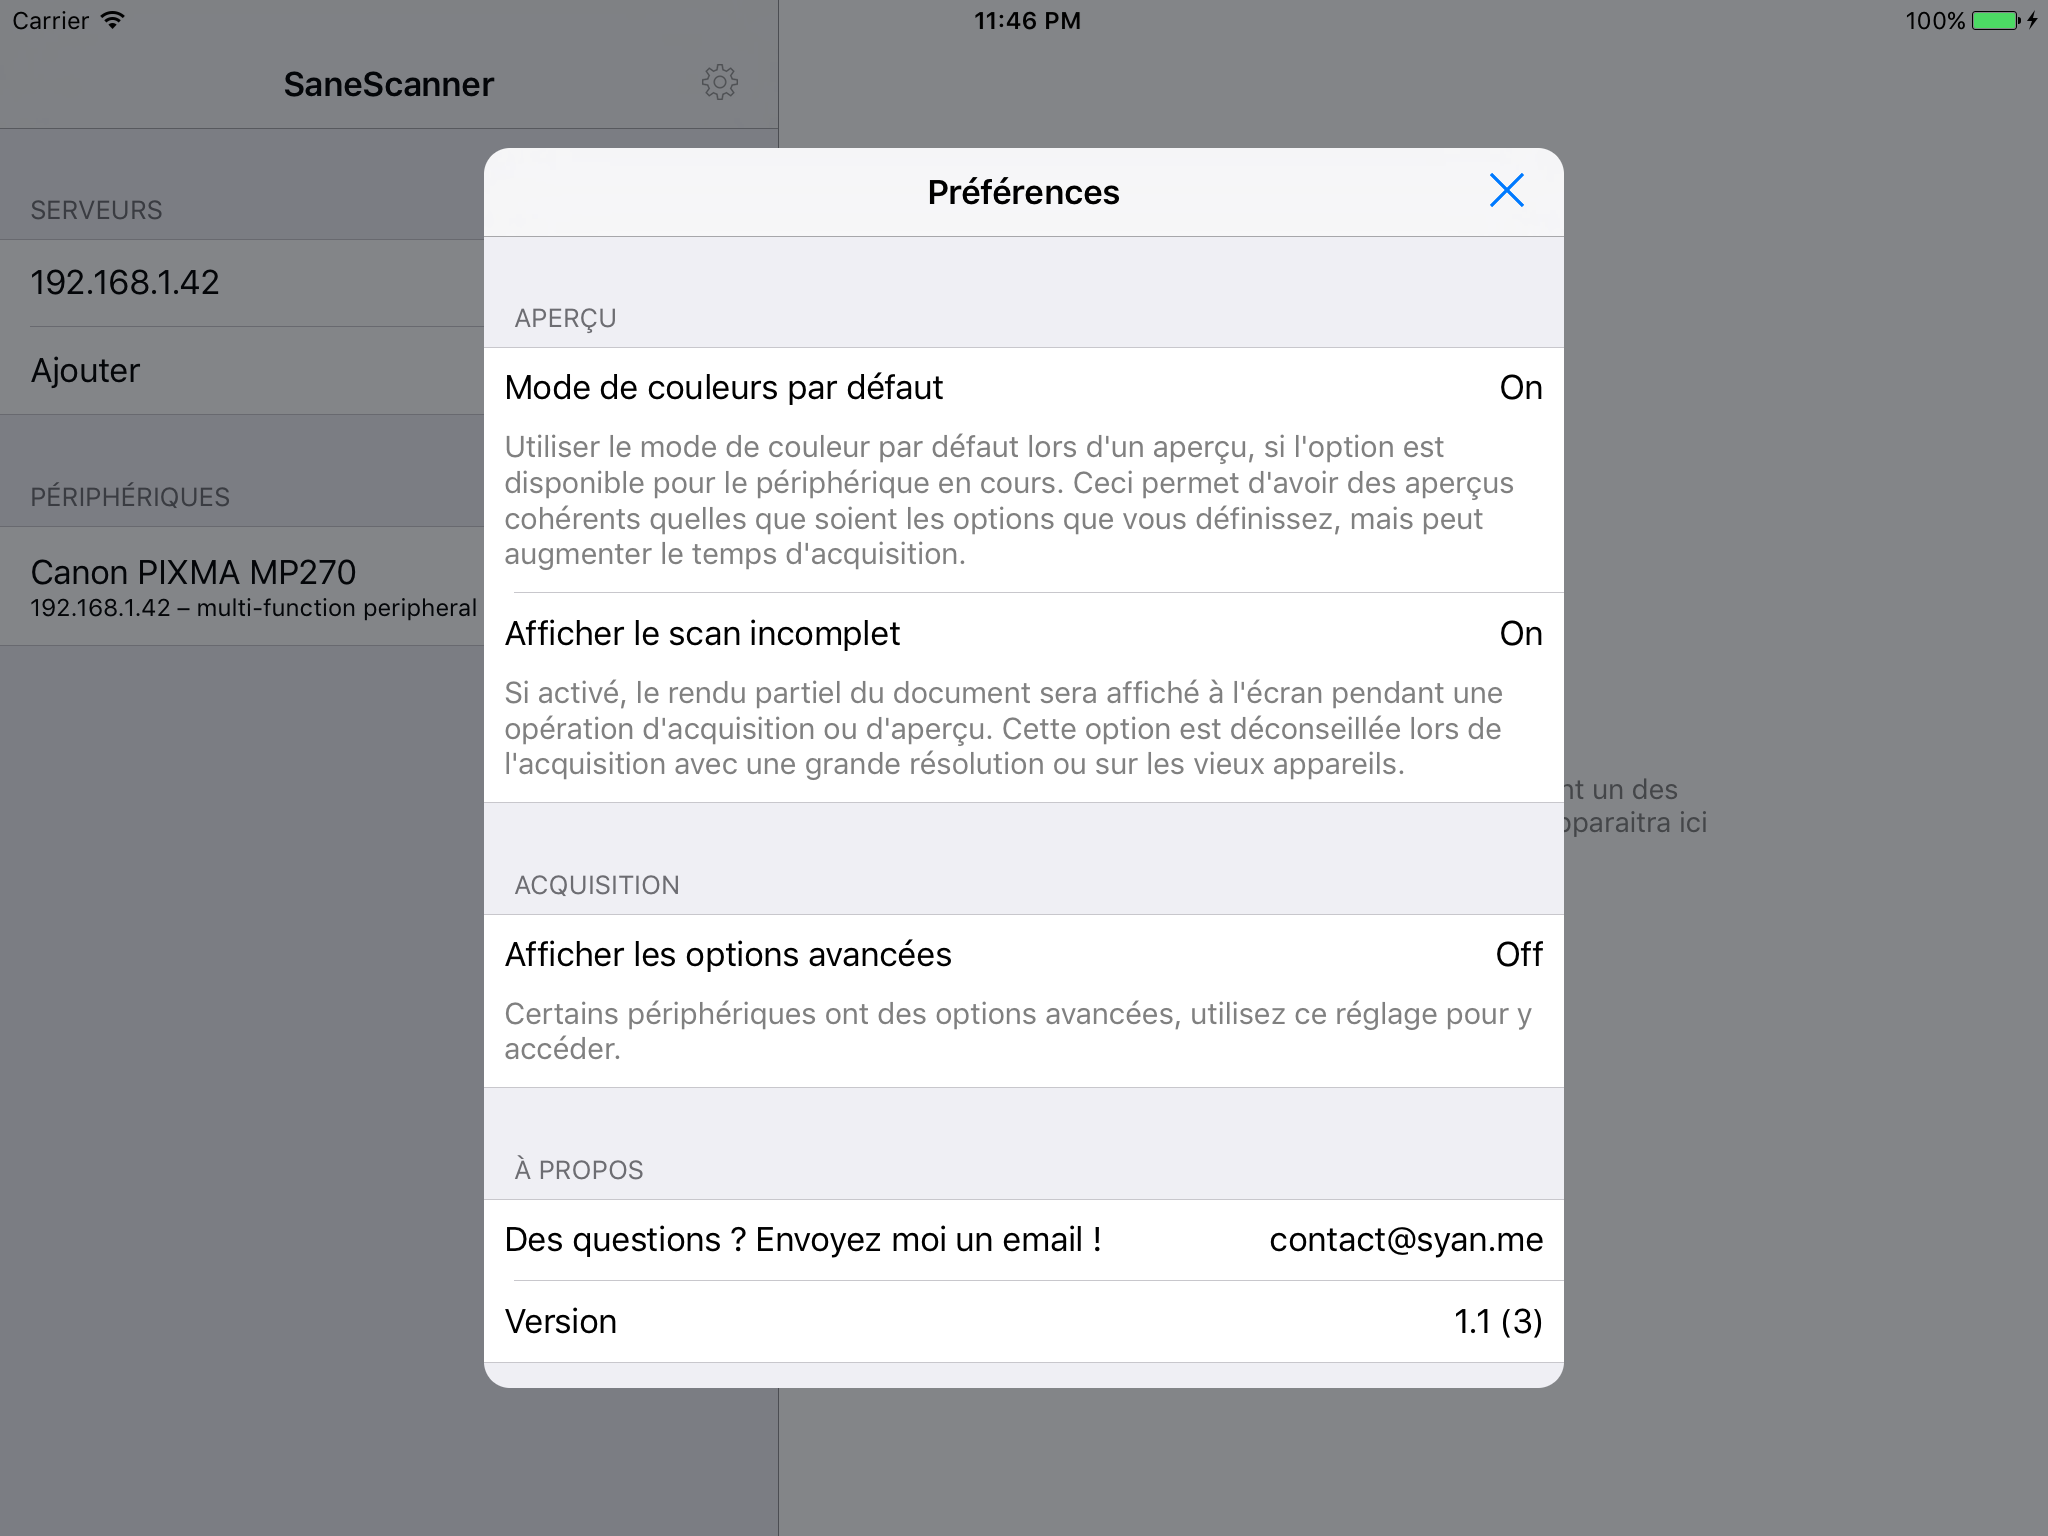 Carrier
11:46 PM
100%
SaneScanner
SERVEURS
192.168.1.42
Ajouter
PÉRIPHÉRIQUES
Canon PIXMA MP270
192.168.1.42 – multi-function peripheral
Préférences
APERÇU
Mode de couleurs par défaut On
Utiliser le mode de couleur par défaut lors d'un aperçu, si l'option est
disponible pour le périphérique en cours. Ceci permet d'avoir des aperçus
cohérents quelles que soient les options que vous définissez, mais peut
augmenter le temps d'acquisition.
Afficher le scan incomplet On
Si activé, le rendu partiel du document sera affiché à l'écran pendant une
opération d'acquisition ou d'aperçu. Cette option est déconseillée lors de
l'acquisition avec une grande résolution ou sur les vieux appareils.
ACQUISITION
Afficher les options avancées Off
Certains périphériques ont des options avancées, utilisez ce réglage pour y
accéder.
À PROPOS
Des questions ? Envoyez moi un email ! contact@syan.me
Version 1.1 (3)
un des
ici